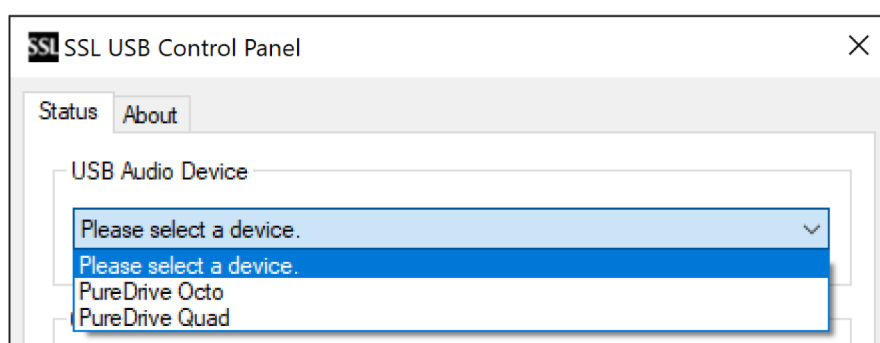 SSL SSL USB Control Panel
Status About
USB Audio Device
Please select a device.
Please select a device.
PureDrive Octo
PureDrive Quad